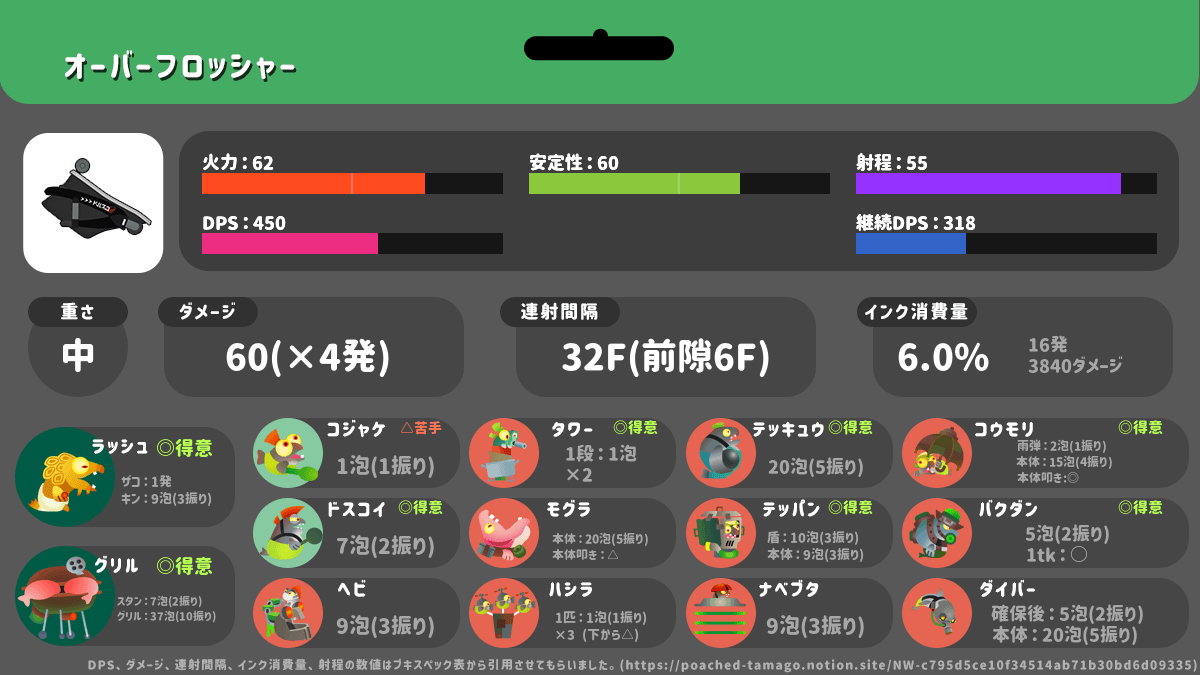 オーバーフロッシャー
火力：62
安定性：60
射程：55
DPS：450
継続DPS：318
重さ
中
ダメージ
60(×4発)
連射間隔
32F(前隙6F)
インク消費量
6.0%
16発
3840ダメージ
ラッシュ ◎得意
ザコ：1発
キン：9泡(3振り)
グリル ◎得意
スタン：7泡(2振り)
グリル：37泡(10振り)
コジャケ △苦手
1泡(1振り)
タワー ◎得意
1段：1泡
×2
テッキュウ ◎得意
20泡(5振り)
コウモリ ◎得意
雨弾：2泡(1振り)
本体：15泡(4振り)
本体叩き:◎
ドスコイ ◎得意
7泡(2振り)
モグラ
本体：20泡(5振り)
本体叩き：△
テッパン ◎得意
盾：10泡(3振り)
本体：9泡(3振り)
バクダン ◎得意
5泡(2振り)
1tk：○
ヘビ
9泡(3振り)
ハシラ
1匹：1泡(1振り)
×3（下から△）
ナベブタ
9泡(3振り)
ダイバー
確保後：5泡(2振り)
本体：20泡(5振り)
DPS、ダメージ、連射間隔、インク消費量、射程の数値はブキスペック表から引用させてもらいました。(https://poached-tamago.notion.site/NW-c795d5ce10f34514ab71b30bd6d09335)